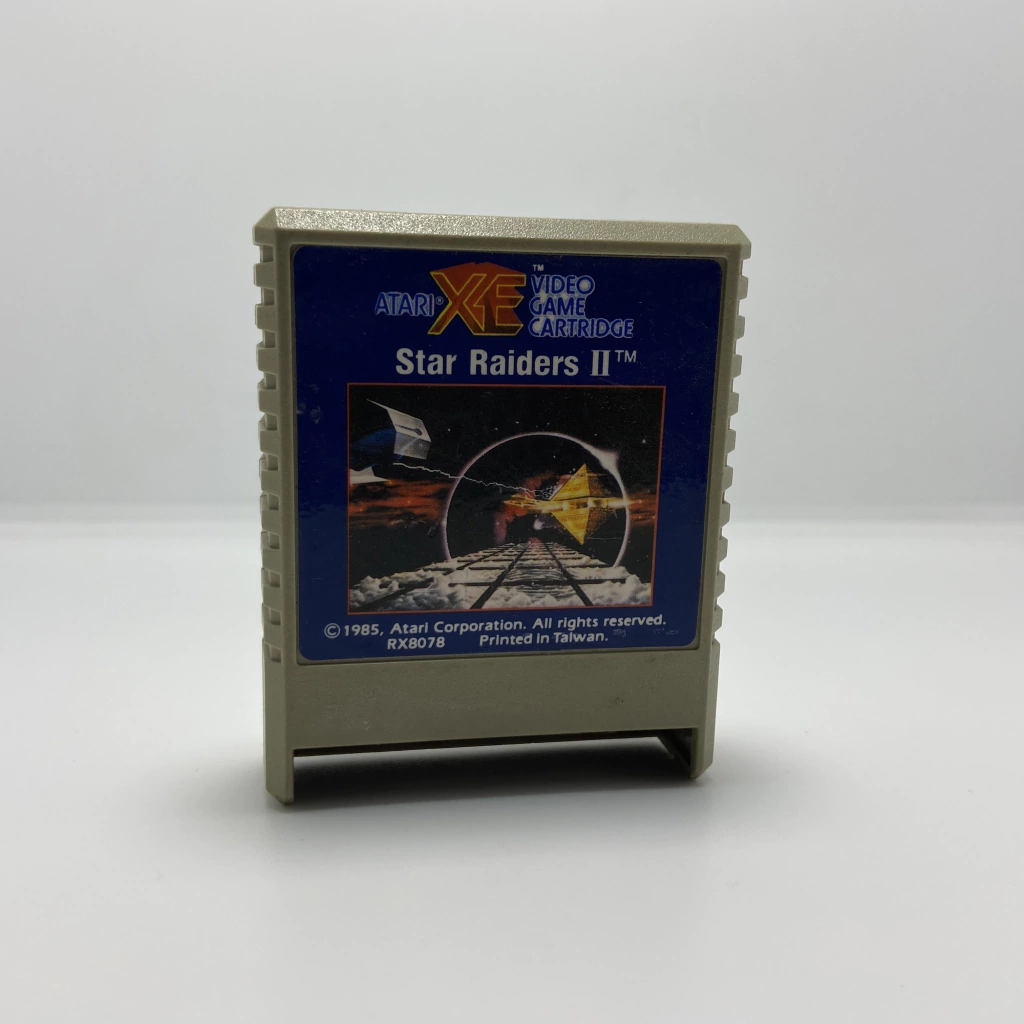 ATARI® XE™ VIDEO
GAME
CARTRIDGE
Star Raiders II™
©1985, Atari Corporation. All rights reserved.
RX8078 Printed in Taiwan.